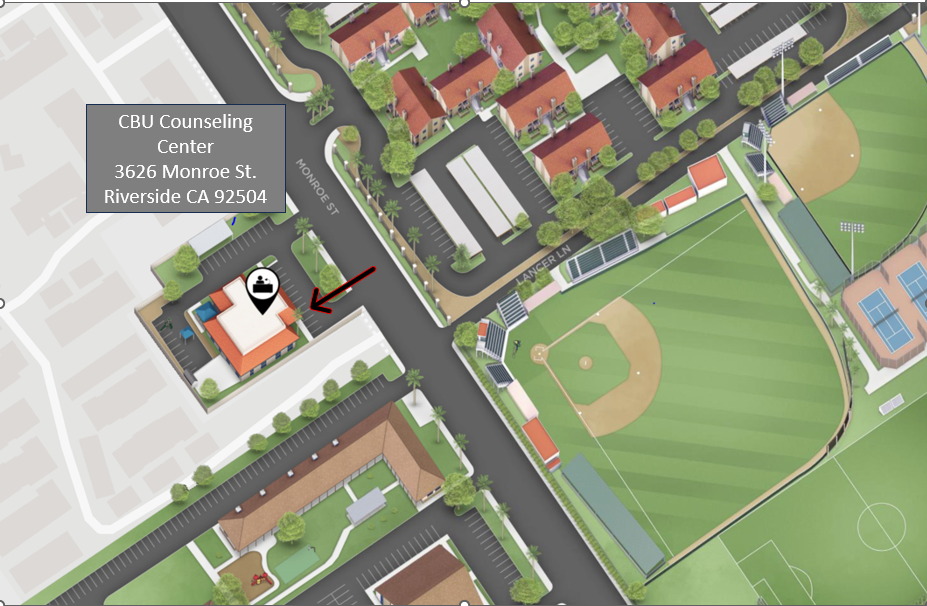 CBU Counseling
Center
3626 Monroe St.
Riverside CA 92504
MONROE ST
LANCER LN